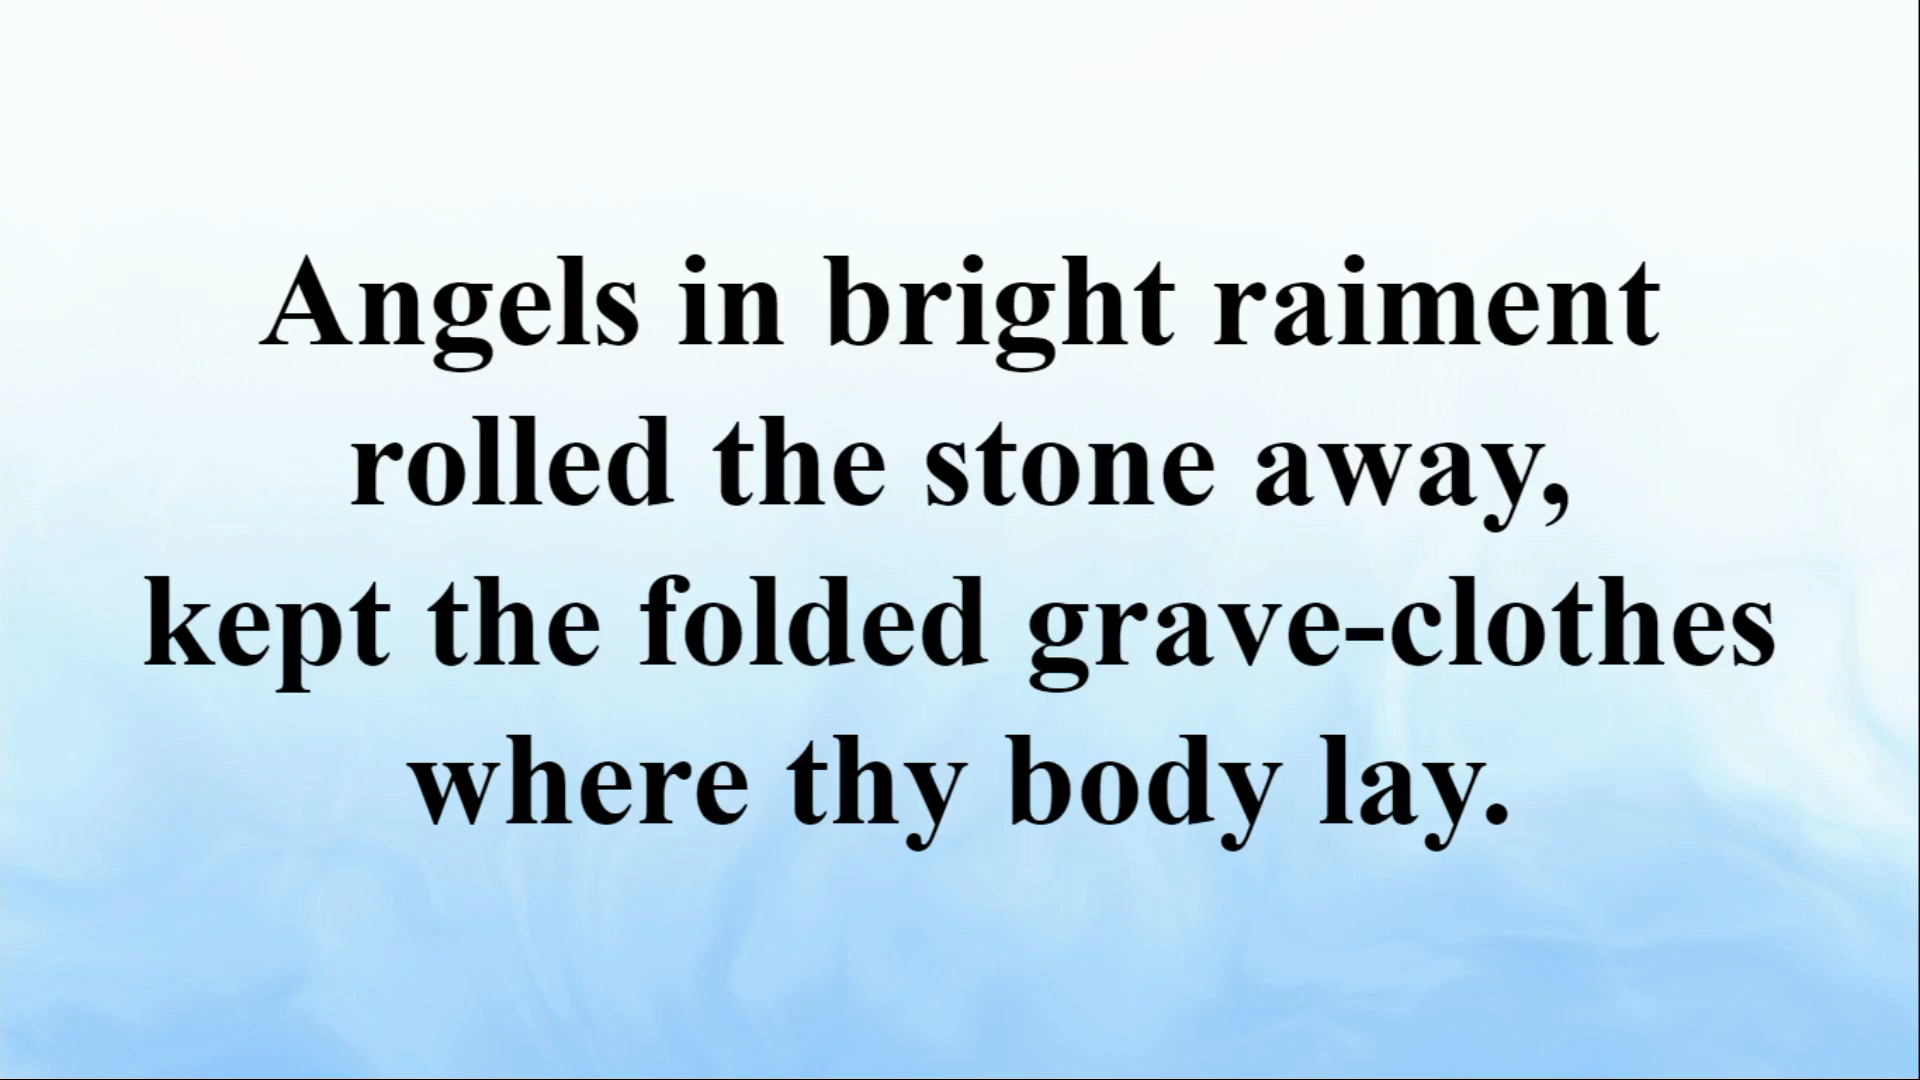 Angels in bright raiment
rolled the stone away,
kept the folded grave-clothes
where thy body lay.